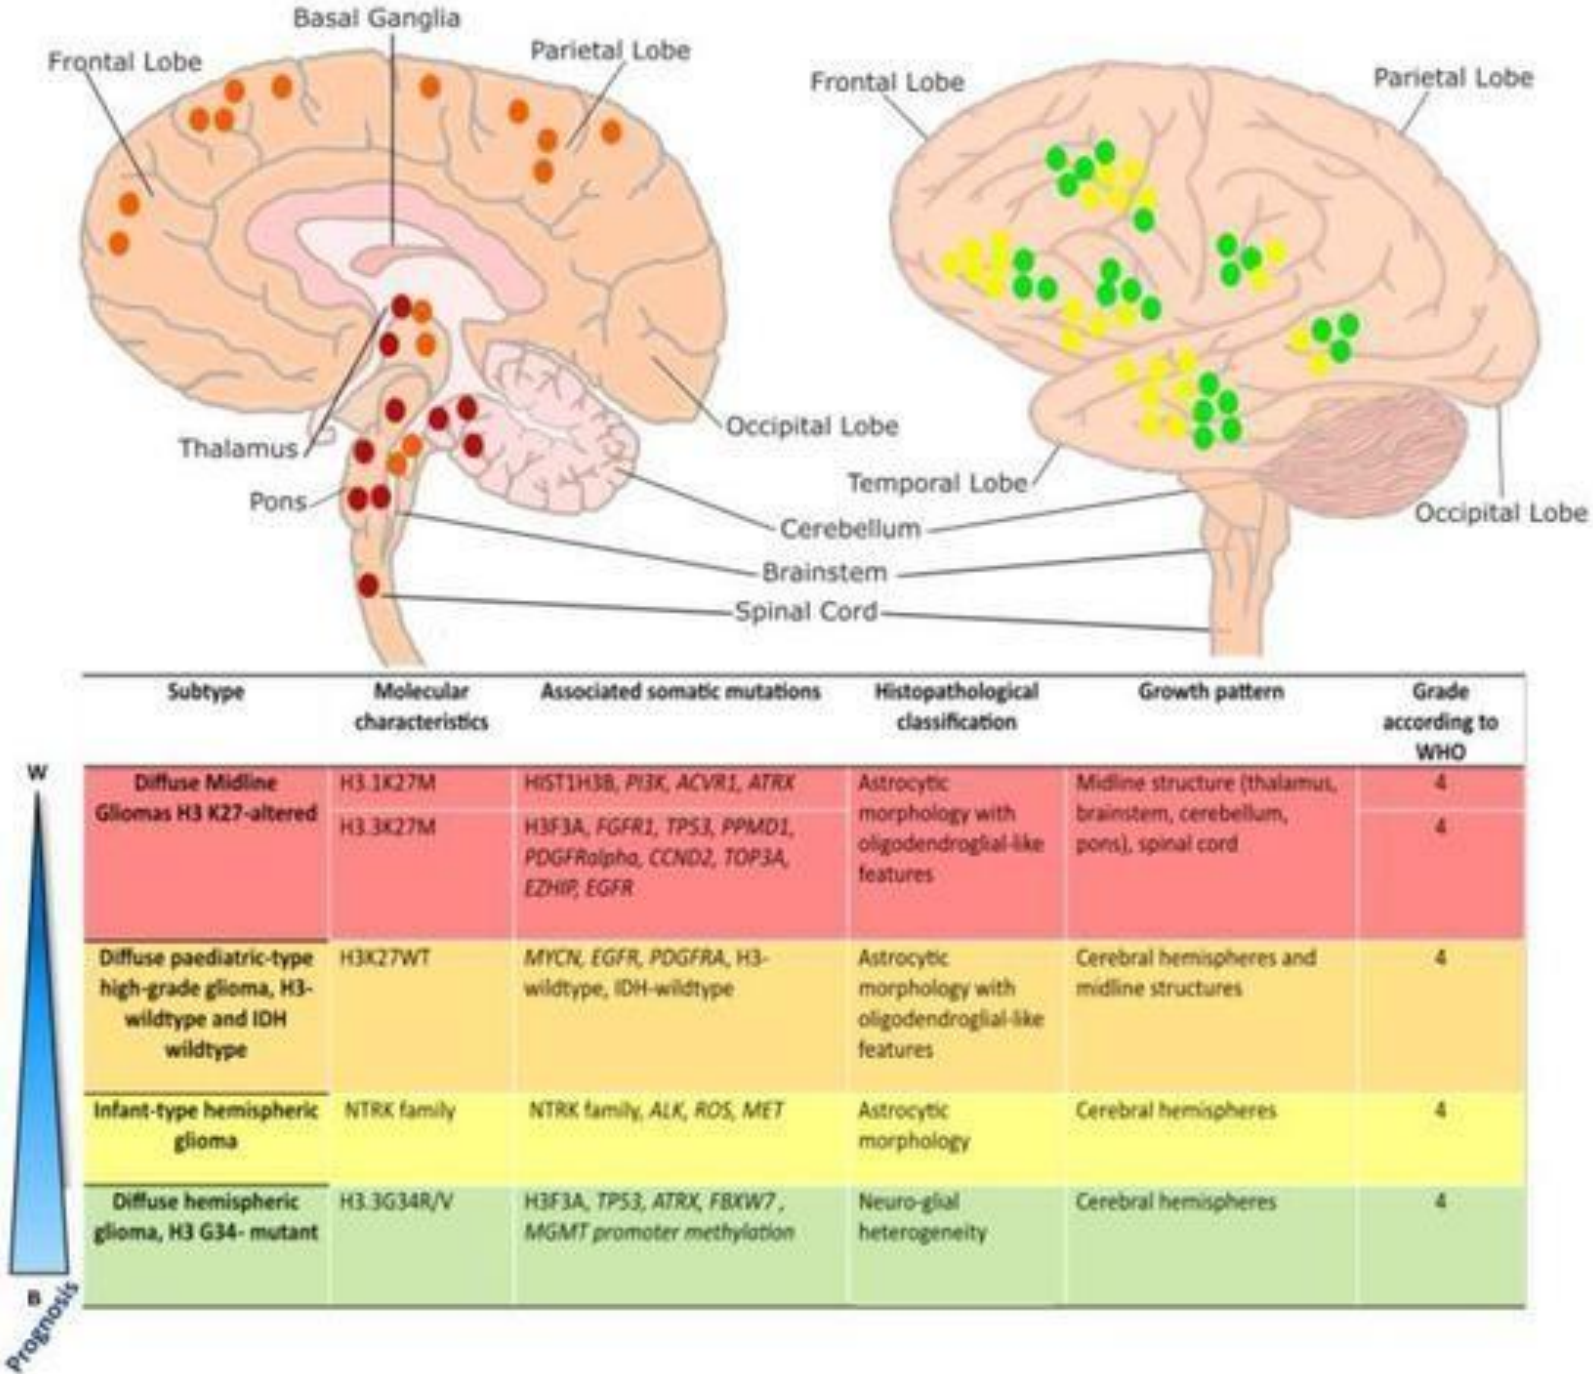 Basal Ganglia
Frontal Lobe
Parietal Lobe
Frontal Lobe
Parietal Lobe
Thalamus
Pons
Occipital Lobe
Temporal Lobe
Cerebellum
Occipital Lobe
Brainstem
Spinal Cord
Subtype
Molecular
characteristics
Associated somatic mutations
Histopathological
classification
Growth pattern
Grade
according to
WHO
W
Diffuse Midline
Gliomas H3 K27-altered
H3.1K27M
HIST1H3B, PI3K, ACVR1, ATRX
Astrocytic
morphology with
oligodendroglial-like
features
Midline structure (thalamus,
brainstem, cerebellum,
pons), spinal cord
4
H3.3K27M
H3F3A, FGFR1, TP53, PPMD1,
PDGFRalpha, CCND2, TOP3A,
EZHIP, EGFR
4
Diffuse paediatric-type
high-grade glioma, H3-
wildtype and IDH
wildtype
H3K27WT
MYCN, EGFR, PDGFRA, H3-
wildtype, IDH-wildtype
Astrocytic
morphology with
oligodendroglial-like
features
Cerebral hemispheres and
midline structures
4
Infant-type hemispheric
glioma
NTRK family
NTRK family, ALK, ROS, MET
Astrocytic
morphology
Cerebral hemispheres
4
Diffuse hemispheric
glioma, H3 G34- mutant
H3.3G34R/V
H3F3A, TP53, ATRX, FBXW7 ,
MGMT promoter methylation
Neuro-glial
heterogeneity
Cerebral hemispheres
4
B
Prognosis